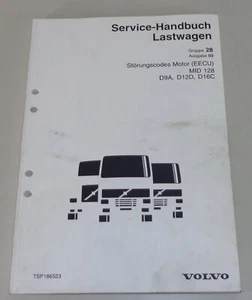 Service-Handbuch
Lastwagen
Gruppe 28
Ausgabe 03
Störungscodes Motor (EECU)
MID 128
D9A, D12D, D16C
TSP186523
VOLVO